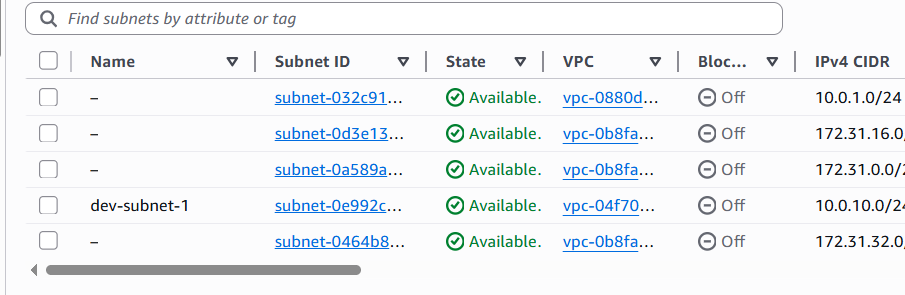 Find subnets by attribute or tag
Name Subnet ID State VPC Bloc... IPv4 CIDR
– subnet-032c91... Available. vpc-0880d... Off 10.0.1.0/24
– subnet-0d3e13... Available. vpc-0b8fa... Off 172.31.16.0/
– subnet-0a589a... Available. vpc-0b8fa... Off 172.31.0.0/2
dev-subnet-1 subnet-0e992c... Available. vpc-04f70... Off 10.0.10.0/24
– subnet-0464b8... Available. vpc-0b8fa... Off 172.31.32.0/